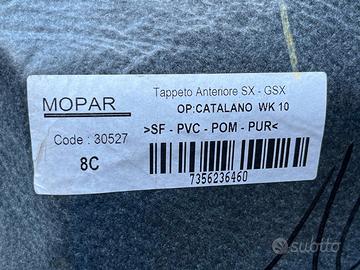 MOPAR
Tappeto Anteriore SX - GSX
OP:CATALANO WK 10
Code : 30527
>SF - PVC - POM - PUR<
8C
7356236460
subito